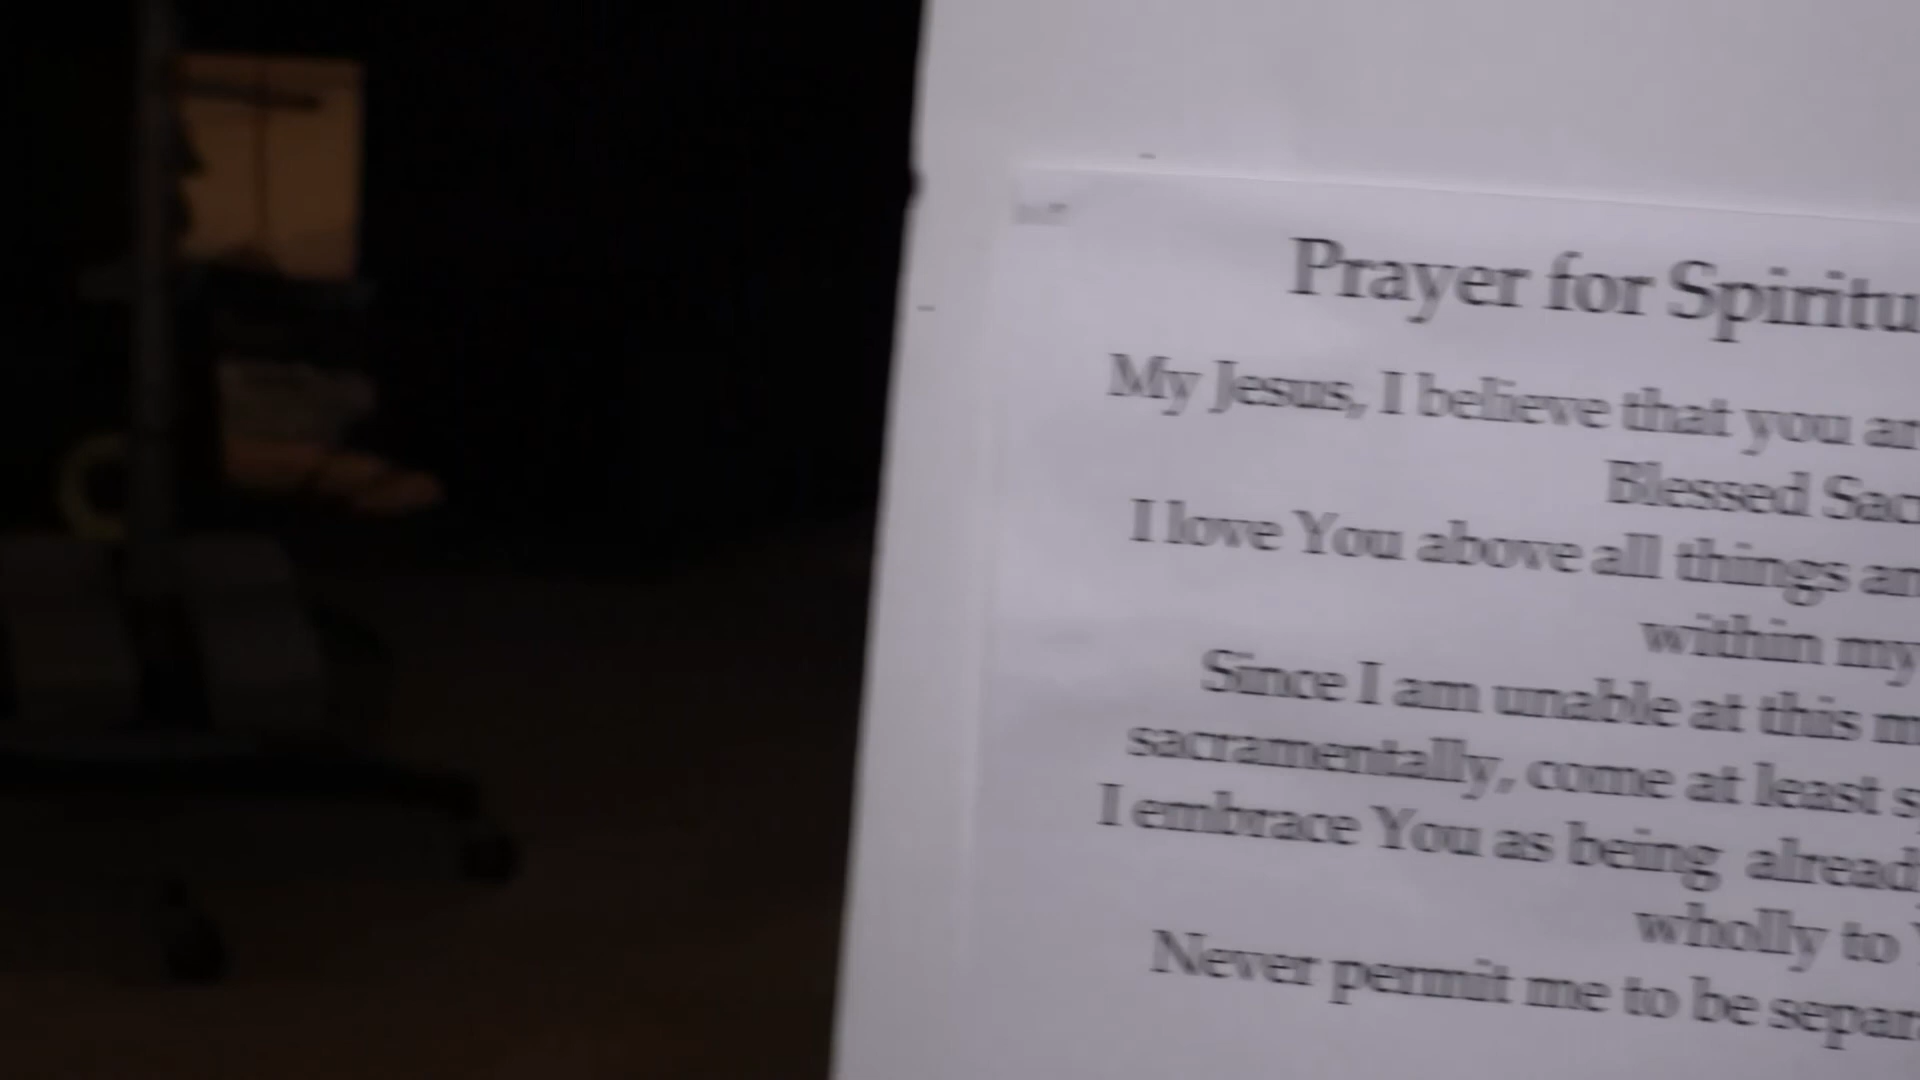 Prayer for Spiritu
My Jesus, I believe that you ar
Blessed Sac
I love You above all things an
within my
Since I am unable at this m
sacramentally, come at least s
I embrace You as being already
wholly to
Never permit me to be separ